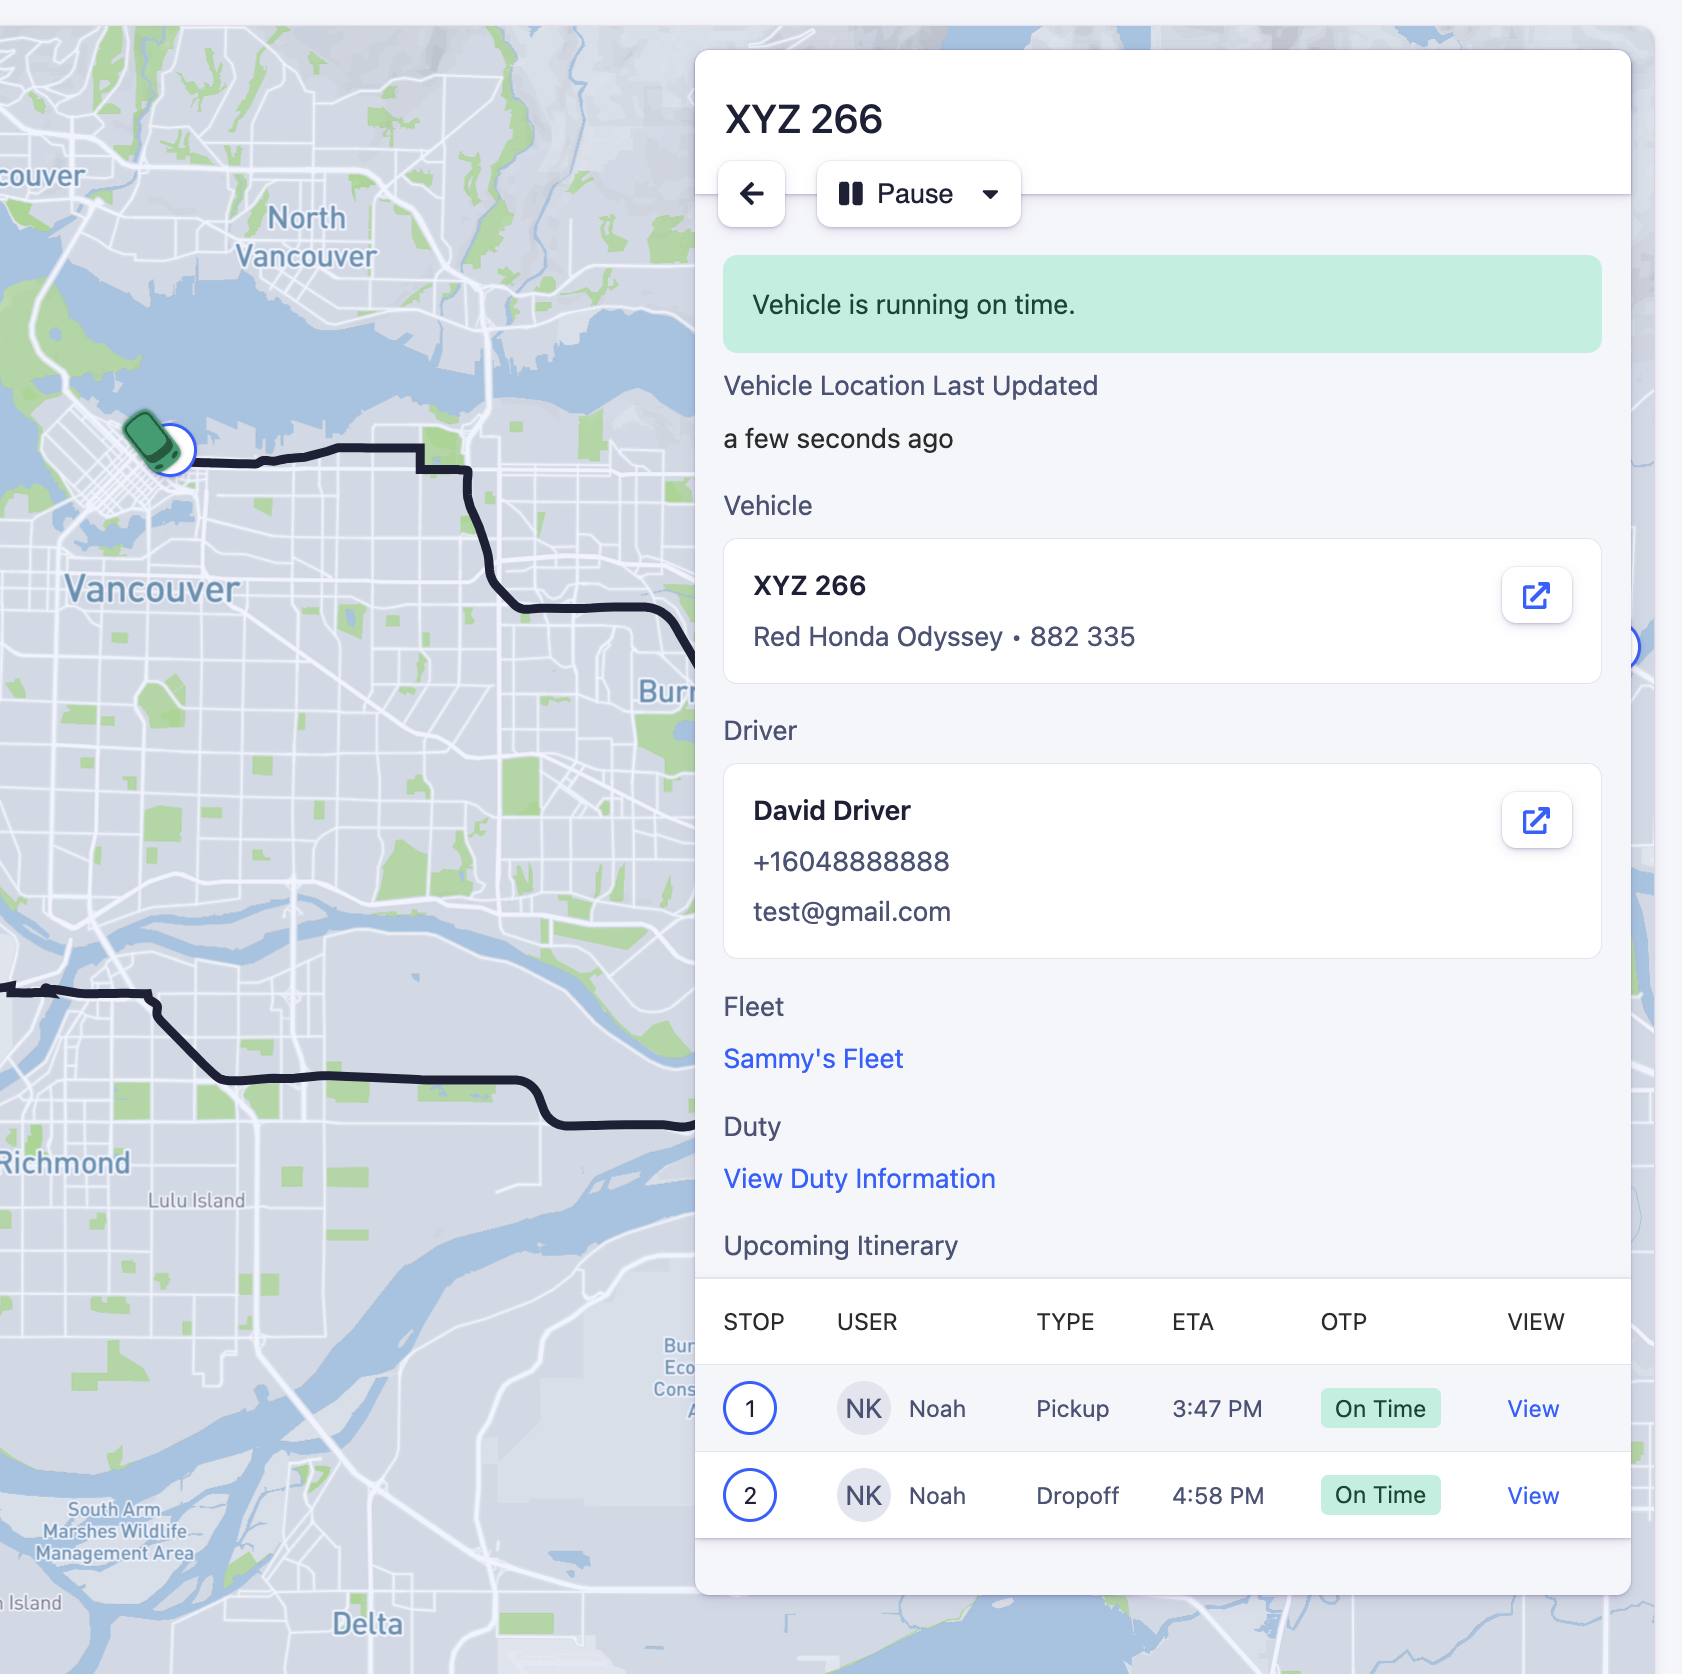 couver
North
Vancouver
Vancouver
Burn
Richmond
Lulu Island
Bur
Eco
Cons
A
South Arm
Marshes Wildlife
Management Area
Island
Delta
XYZ 266
Pause
Vehicle is running on time.
Vehicle Location Last Updated
a few seconds ago
Vehicle
XYZ 266
Red Honda Odyssey • 882 335
Driver
David Driver
+16048888888
test@gmail.com
Fleet
Sammy's Fleet
Duty
View Duty Information
Upcoming Itinerary
STOP USER TYPE ETA OTP VIEW
1 NK Noah Pickup 3:47 PM On Time View
2 NK Noah Dropoff 4:58 PM On Time View